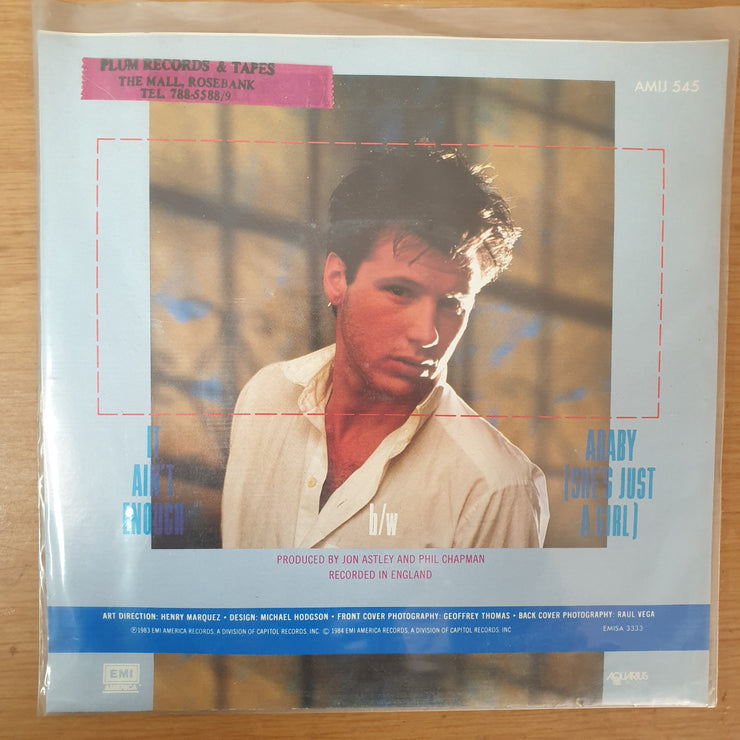 PLUM RECORDS & TAPES
THE MALL, ROSEBANK
TEL. 788-5588/9
AMIJ 545
IT
AIN'T
ENOUGH
b/w
ARABY
(SHE'S JUST
A GIRL)
PRODUCED BY JON ASTLEY AND PHIL CHAPMAN
RECORDED IN ENGLAND
ART DIRECTION: HENRY MARQUEZ • DESIGN: MICHAEL HODGSON • FRONT COVER PHOTOGRAPHY: GEOFFREY THOMAS • BACK COVER PHOTOGRAPHY: RAUL VEGA
℗1983 EMI AMERICA RECORDS, A DIVISION OF CAPITOL RECORDS, INC. © 1984 EMI AMERICA RECORDS, A DIVISION OF CAPITOL RECORDS, INC
EMISA 3333
EMI
AMERICA
AQUARIUS